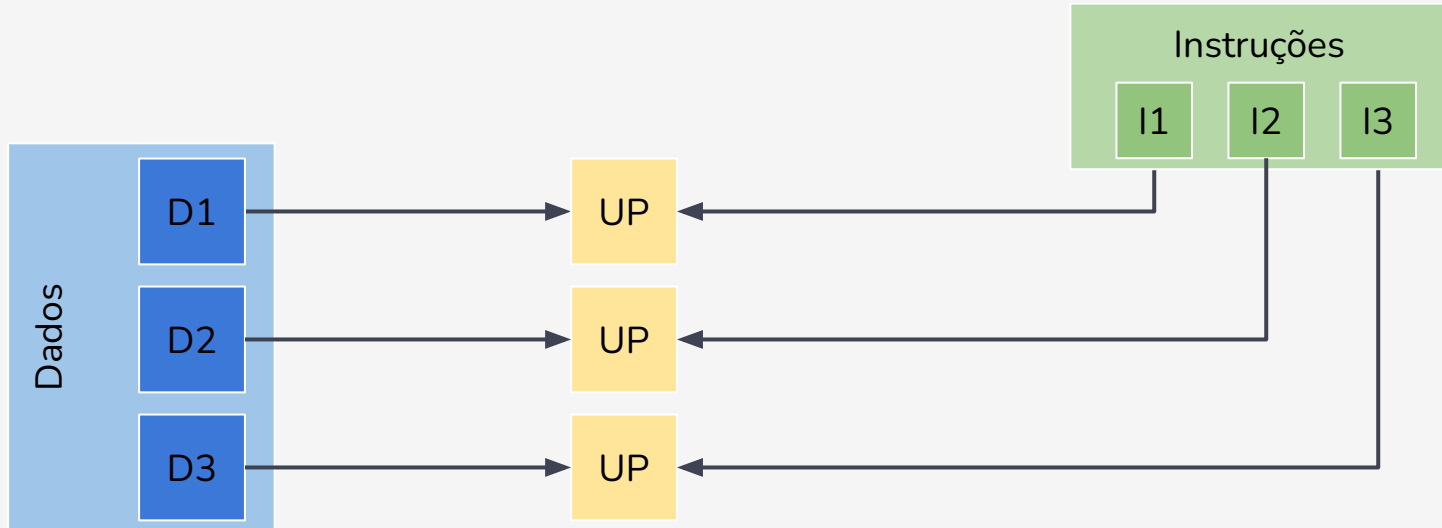 Instruções
I1 I2 I3
D1 UP
D2 UP
Dados
D3 UP